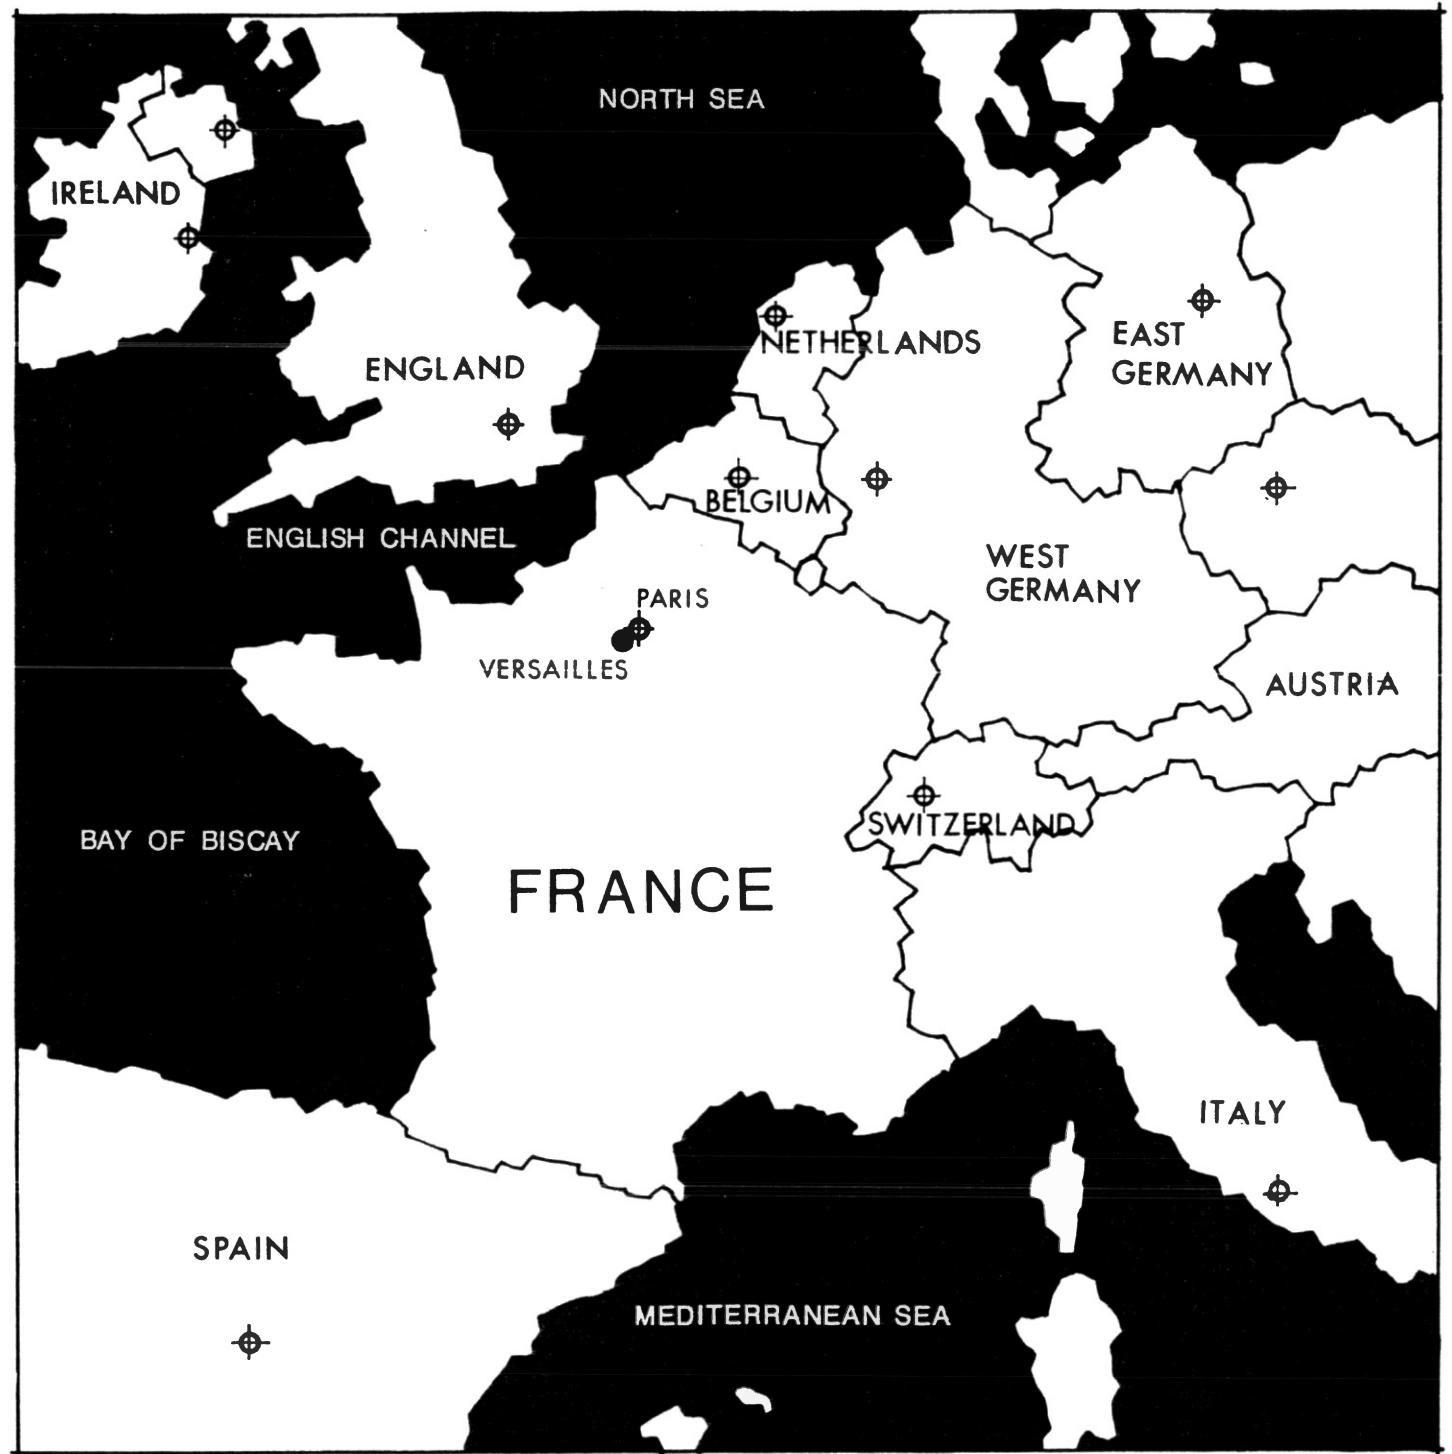 NORTH SEA
IRELAND
ENGLAND
NETHERLANDS
EAST
GERMANY
BELGIUM
ENGLISH CHANNEL
WEST
GERMANY
PARIS
VERSAILLES
AUSTRIA
SWITZERLAND
BAY OF BISCAY
FRANCE
ITALY
SPAIN
MEDITERRANEAN SEA